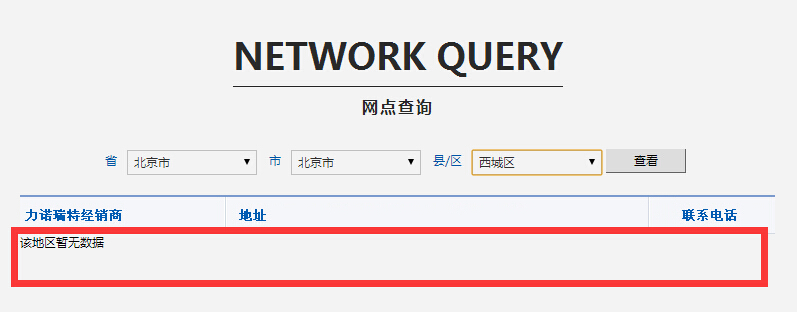 NETWORK QUERY
网点查询
省 北京市 市 北京市 县/区 西城区 查看
力诺瑞特经销商 地址 联系电话
该地区暂无数据